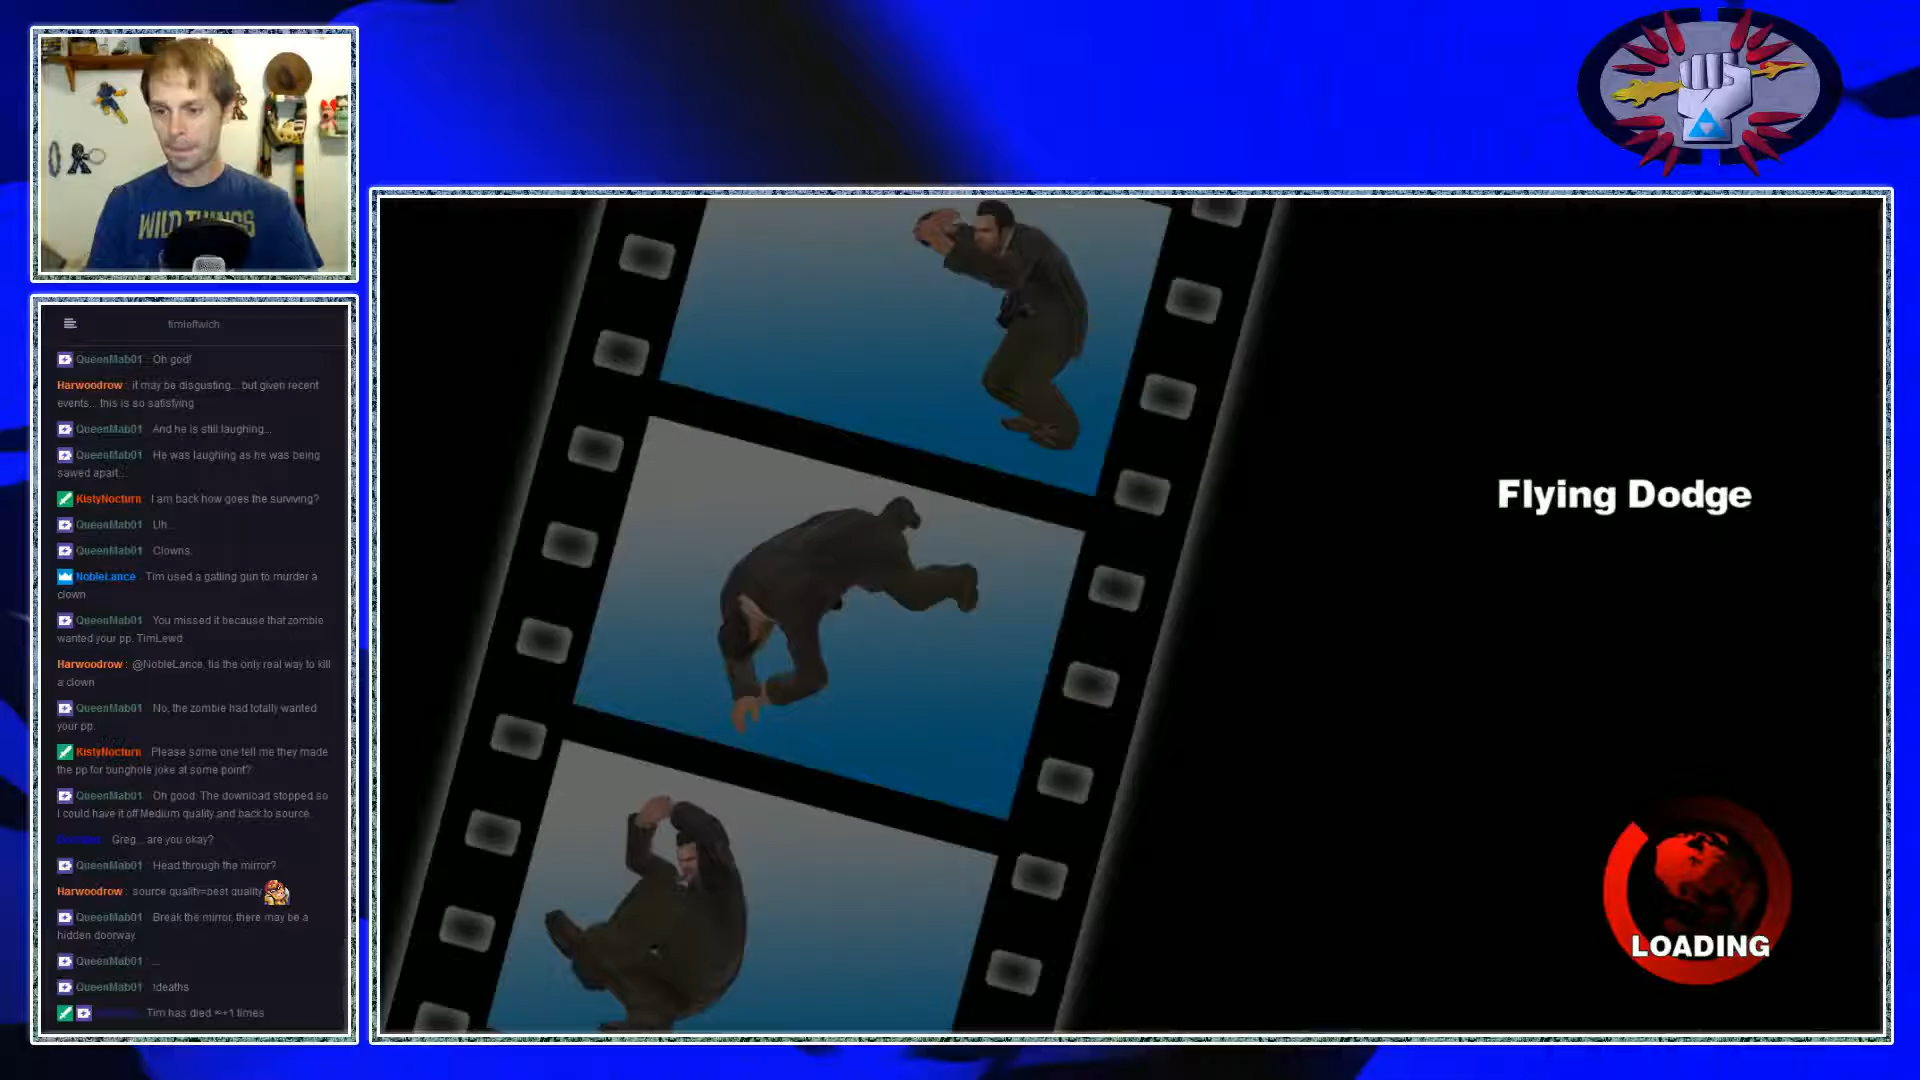 WILD THINGS
timleftwich
QueenMab01 : Oh god!
Harwoodrow : it may be disgusting... but given recent
events... this is so satisfying
QueenMab01 : And he is still laughing...
QueenMab01 : He was laughing as he was being
sawed apart...
KistyNocturn : I am back how goes the surviving?
QueenMab01 : Uh...
QueenMab01 : Clowns.
NobleLance : Tim used a gatling gun to murder a
clown
QueenMab01 : You missed it because that zombie
wanted your pp. TimLewd
Harwoodrow : @NobleLance, tis the only real way to kill
a clown
QueenMab01 : No, the zombie had totally wanted
your pp.
KistyNocturn : Please some one tell me they made
the pp for bunghole joke at some point?
QueenMab01 : Oh good. The download stopped so
I could have it off Medium quality and back to source.
Greg... are you okay?
QueenMab01 : Head through the mirror?
Harwoodrow : source quality=best quality
QueenMab01 : Break the mirror, there may be a
hidden doorway.
QueenMab01 : ...
QueenMab01 : !deaths
Tim has died ∞+1 times
Flying Dodge
LOADING